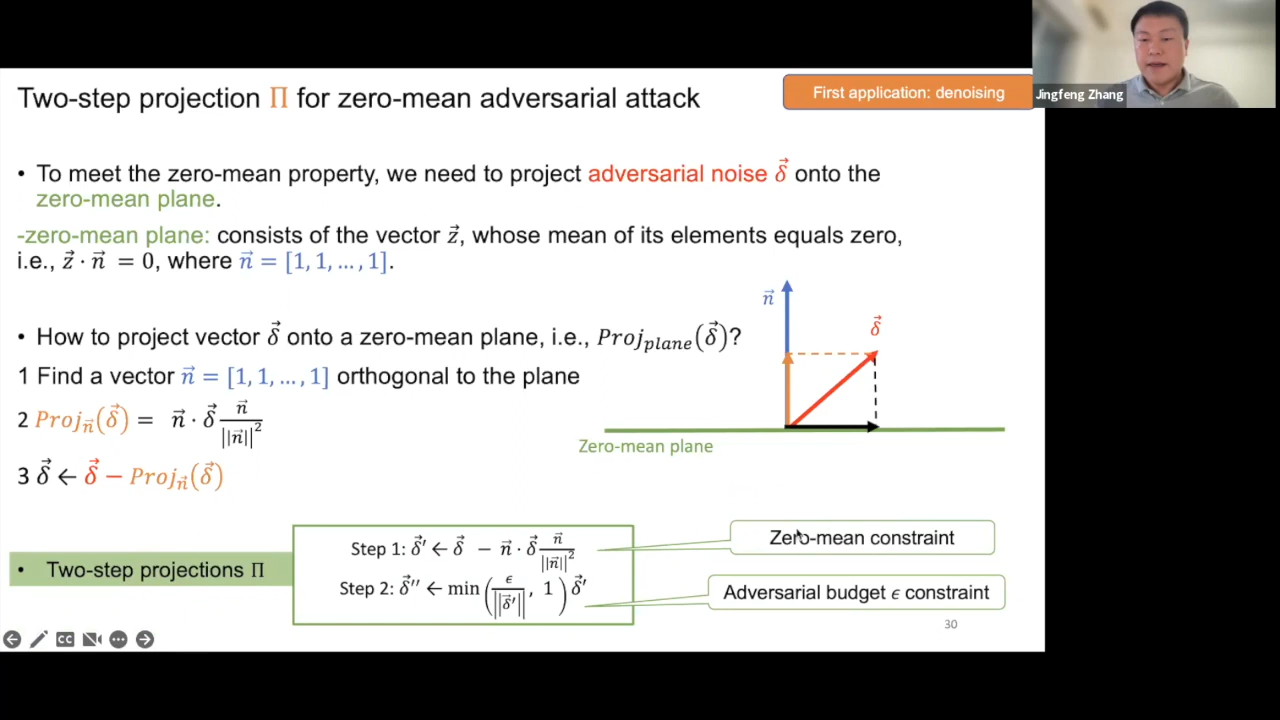 Two-step projection Π for zero-mean adversarial attack
First application: denoising
Jingfeng Zhang
• To meet the zero-mean property, we need to project adversarial noise δ⃗ onto the
zero-mean plane.
-zero-mean plane: consists of the vector z⃗, whose mean of its elements equals zero,
i.e., z⃗ · n⃗ = 0, where n⃗ = [1, 1, … , 1].
• How to project vector δ⃗ onto a zero-mean plane, i.e., Proj_plane(δ⃗)?
1 Find a vector n⃗ = [1, 1, … , 1] orthogonal to the plane
2 Proj_n⃗(δ⃗) = n⃗ · δ⃗ n⃗/||n⃗||²
3 δ⃗ ← δ⃗ − Proj_n⃗(δ⃗)
n⃗
δ⃗
Zero-mean plane
• Two-step projections Π
Step 1: δ⃗′ ← δ⃗ − n⃗ · δ⃗ n⃗/||n⃗||²
Step 2: δ⃗′′ ← min(ϵ/||δ⃗′||, 1) δ⃗′
Zero-mean constraint
Adversarial budget ϵ constraint
30
CC